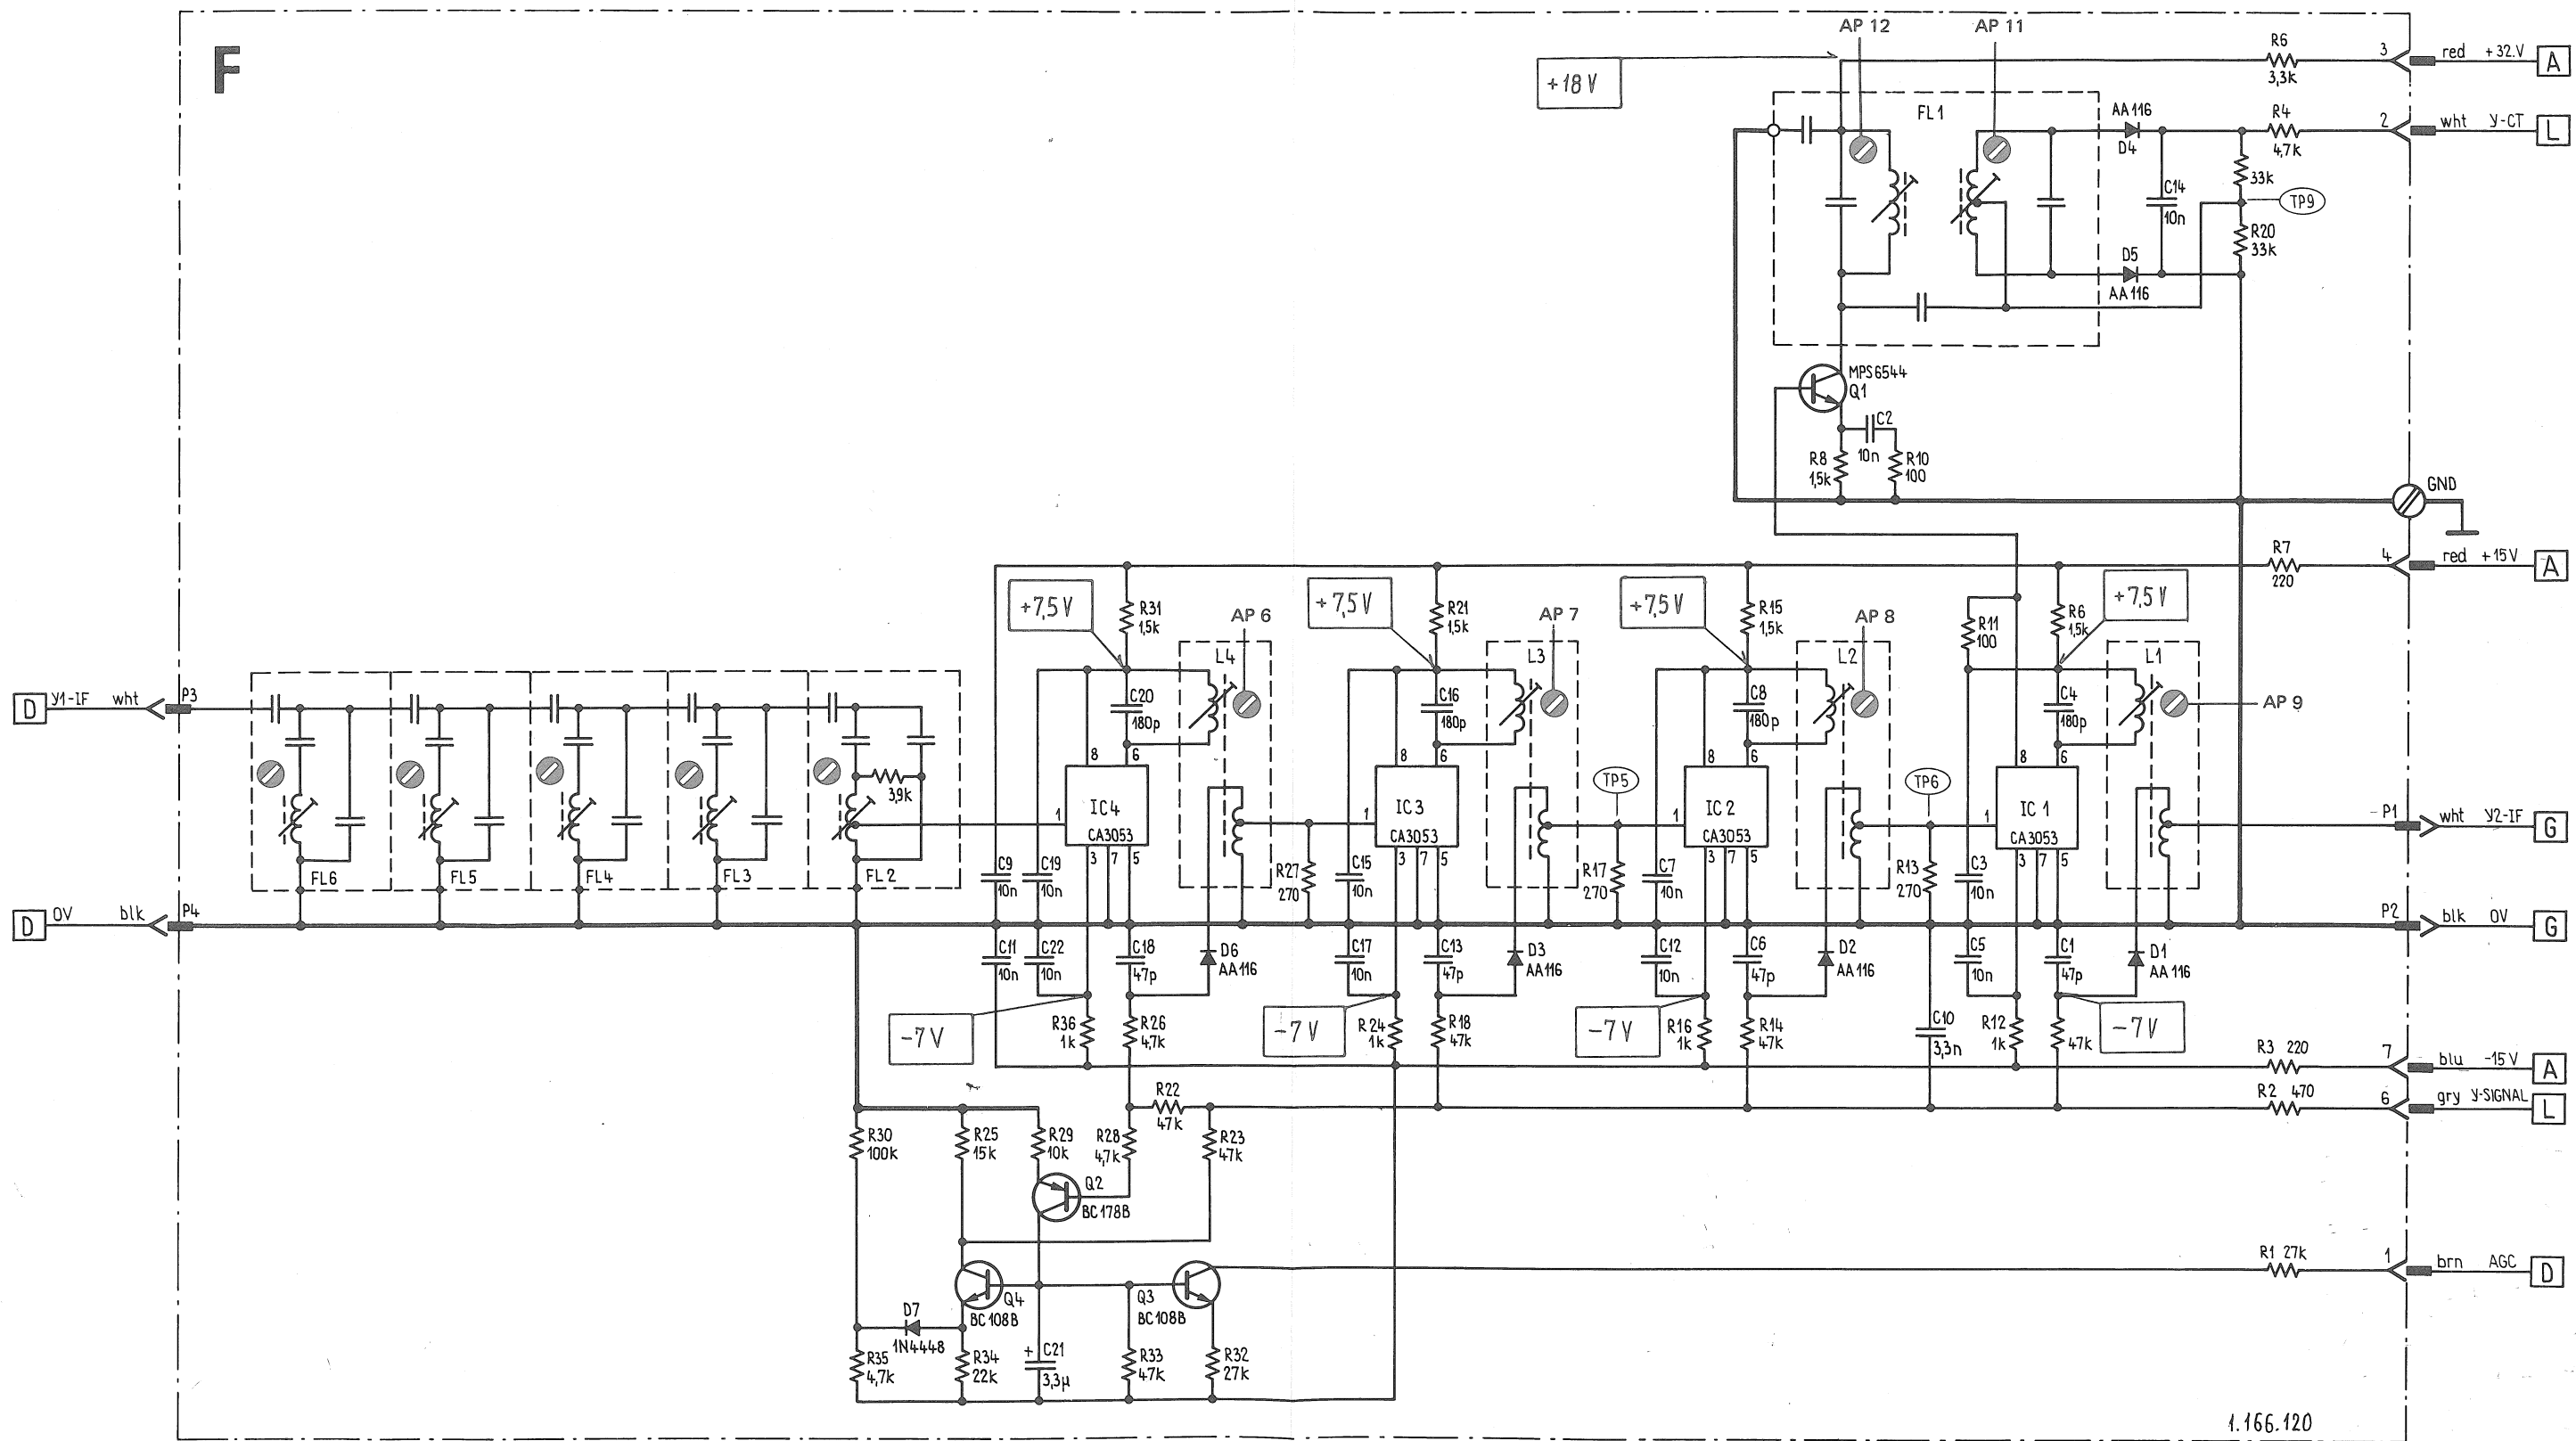 F
AP 12
AP 11
+18 V
R6
3,3k
3
red +32.V
A
FL1
AA116
D4
R4
4,7k
2
wht Y-CT
L
33k
C14
10n
TP9
R20
33k
D5
AA116
MPS6544
Q1
C2
10n
R8
1,5k
R10
100
GND
R7
220
4
red +15V
A
+7,5 V
R31
1,5k
AP 6
+7,5 V
R21
1,5k
AP 7
+7,5 V
R15
1,5k
AP 8
R11
100
R6
1,5k
+7,5 V
L4
L3
L2
L1
C20
180p
C16
180p
C8
180p
C4
180p
AP 9
D
Y1-IF wht
P3
3,9k
8
6
1
IC4
CA3053
3
7
5
8
6
1
IC3
CA3053
3
7
5
TP5
8
6
1
IC 2
CA3053
3
7
5
TP6
8
6
1
IC 1
CA3053
3
7
5
P1
wht Y2-IF
G
FL6
FL5
FL4
FL3
FL2
C9
10n
C19
10n
R27
270
C15
10n
R17
270
C7
10n
R13
270
C3
10n
D
0V blk
P4
P2
blk 0V
G
C11
10n
C22
10n
C18
47p
D6
AA116
C17
10n
C13
47p
D3
AA116
C12
10n
C6
47p
D2
AA116
C5
10n
C1
47p
D1
AA116
-7 V
R36
1k
R26
4,7k
-7 V
R24
1k
R18
47k
-7 V
R16
1k
R14
47k
C10
3,3n
R12
1k
47k
-7 V
R3 220
7
blu -15V
A
R2 470
6
gry Y-SIGNAL
L
R22
47k
R30
100k
R25
15k
R29
10k
R28
4,7k
R23
47k
Q2
BC178B
R1 27k
1
brn AGC
D
Q4
BC108B
Q3
BC108B
D7
1N4448
R35
4,7k
R34
22k
+ C21
3,3µ
R33
47k
R32
27k
1.166.120